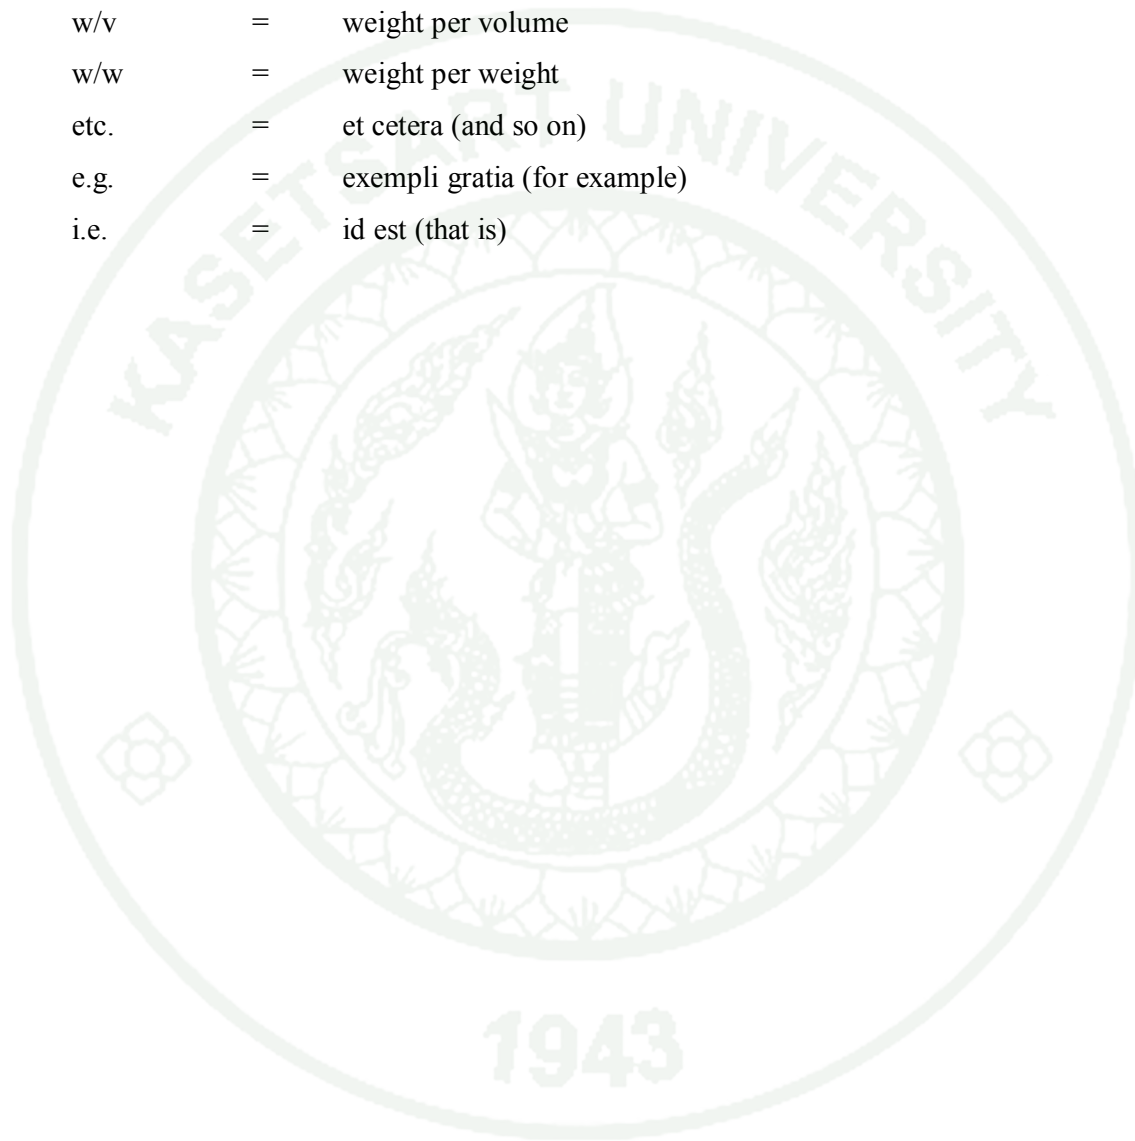 w/v = weight per volume
w/w = weight per weight
etc. = et cetera (and so on)
e.g. = exempli gratia (for example)
i.e. = id est (that is)
KASETSART UNIVERSITY
1943